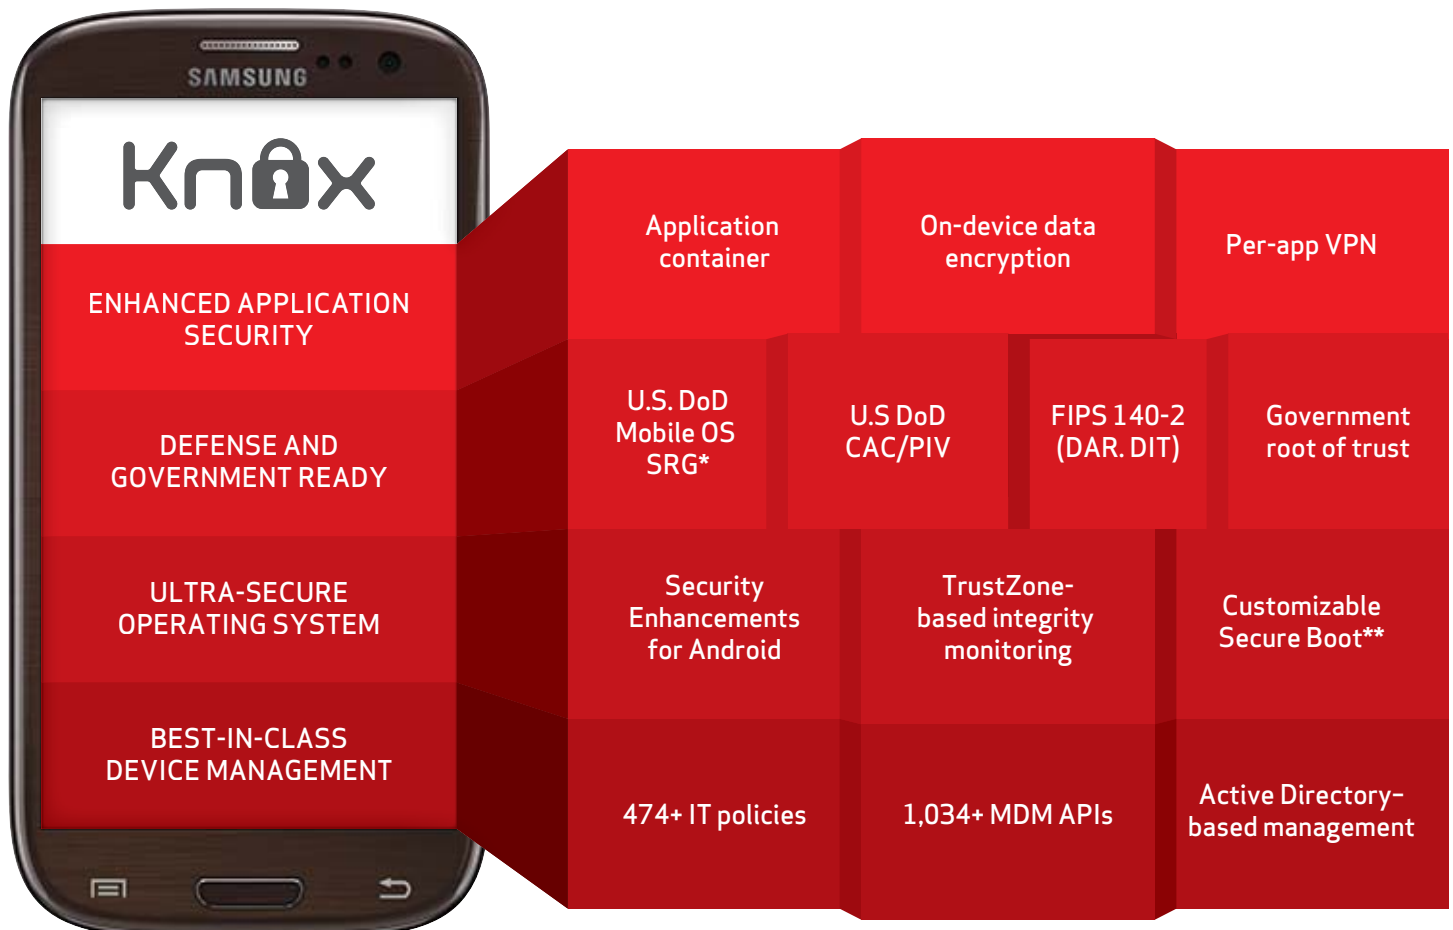 SAMSUNG
Knox
ENHANCED APPLICATION
SECURITY
DEFENSE AND
GOVERNMENT READY
ULTRA-SECURE
OPERATING SYSTEM
BEST-IN-CLASS
DEVICE MANAGEMENT
Application
container
On-device data
encryption
Per-app VPN
U.S. DoD
Mobile OS
SRG*
U.S DoD
CAC/PIV
FIPS 140-2
(DAR. DIT)
Government
root of trust
Security
Enhancements
for Android
TrustZone-
based integrity
monitoring
Customizable
Secure Boot**
474+ IT policies
1,034+ MDM APIs
Active Directory–
based management